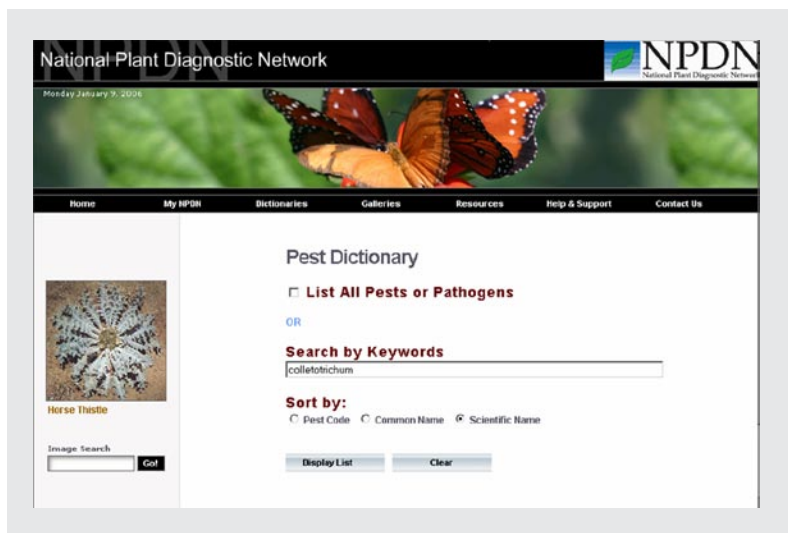 National Plant Diagnostic Network
NPDN
National Plant Diagnostic Network
Monday January 9, 2006
Home My NPDN Dictionaries Galleries Resources Help & Support Contact Us
Pest Dictionary
List All Pests or Pathogens
OR
Search by Keywords
colletotrichum
Horse Thistle
Sort by:
Pest Code Common Name Scientific Name
Image Search
Go!
Display List Clear